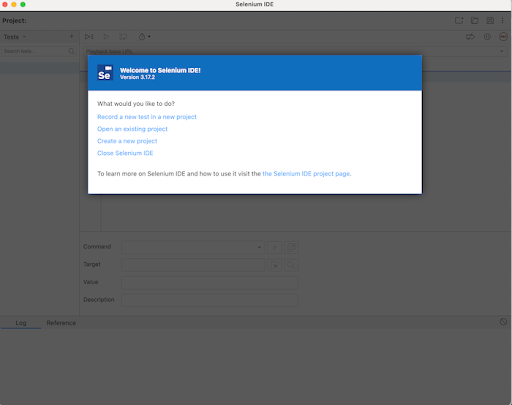 Selenium IDE
Project:
Tests
Search tests...
Playback base URL
Se
Welcome to Selenium IDE!
Version 3.17.2
What would you like to do?
Record a new test in a new project
Open an existing project
Create a new project
Close Selenium IDE
To learn more on Selenium IDE and how to use it visit the the Selenium IDE project page.
Command
Target
Value
Description
Log
Reference